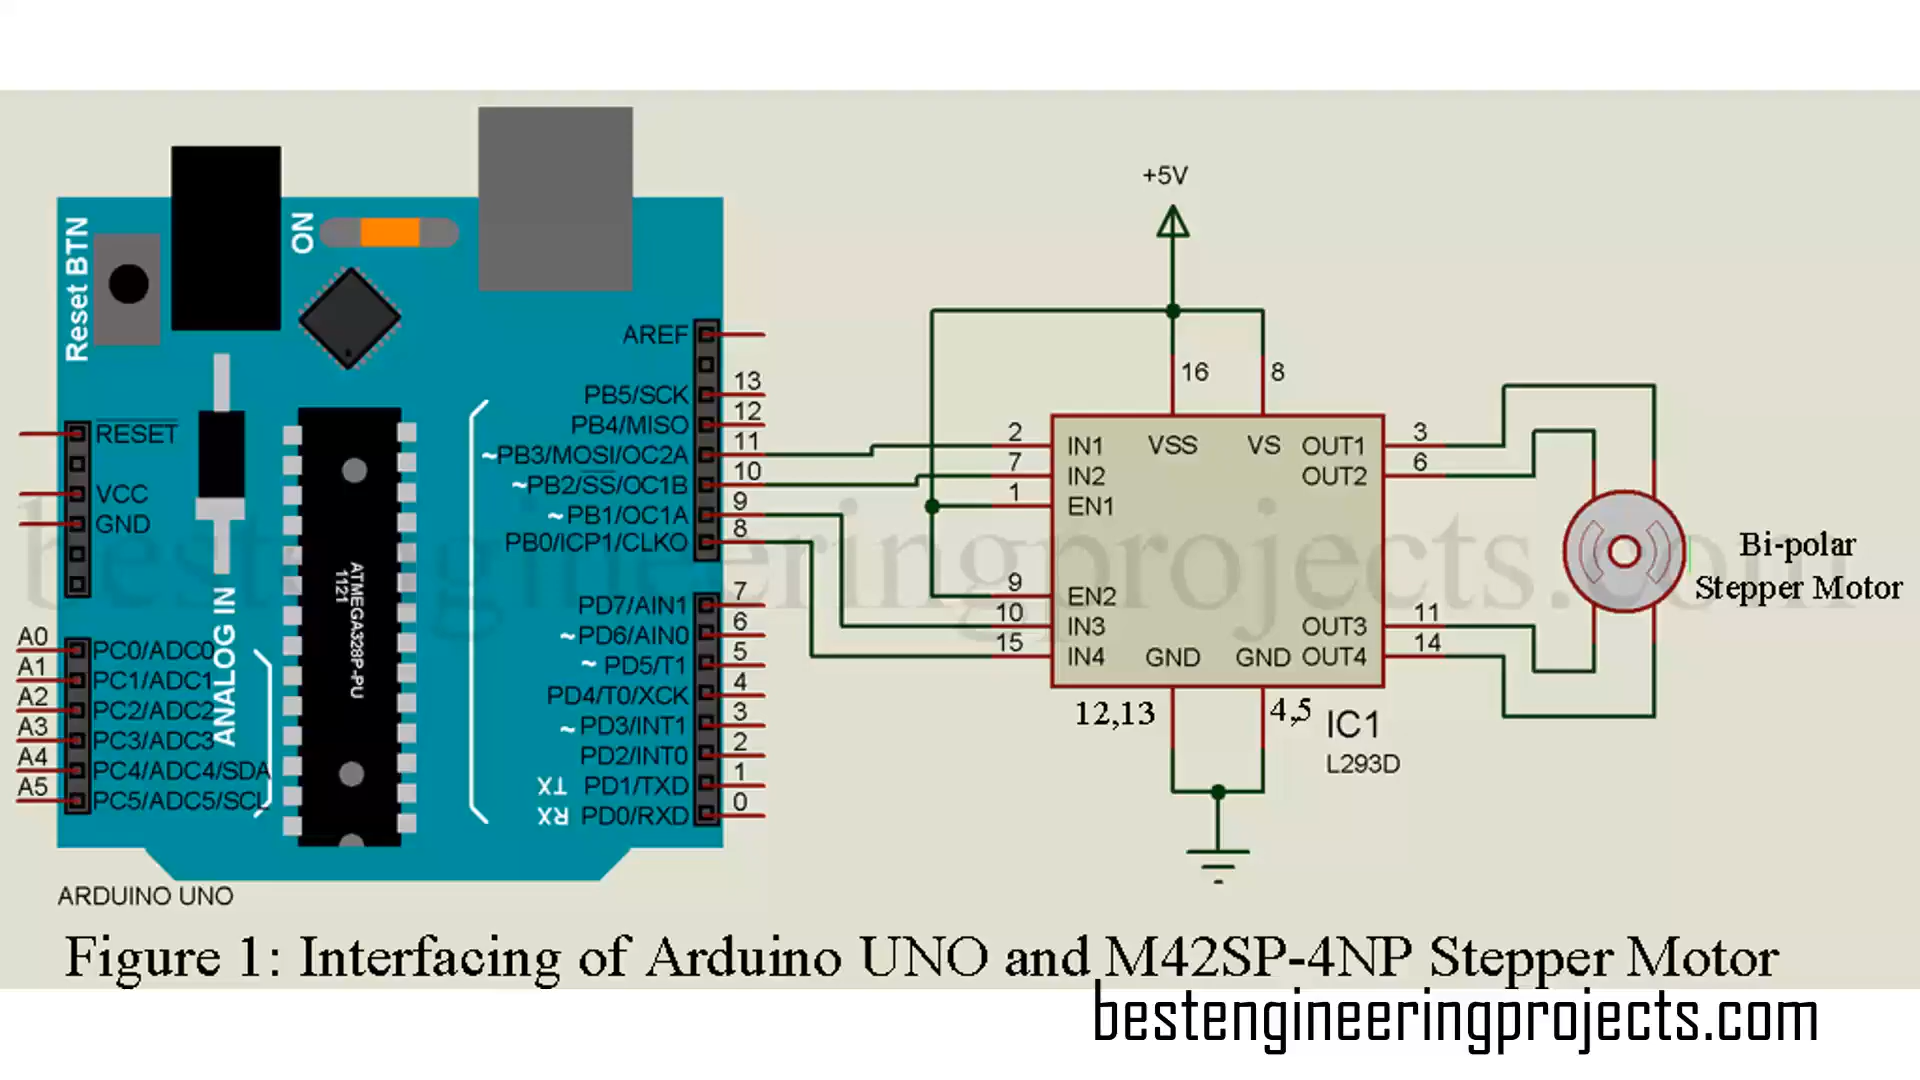 +5V
Reset BTN
ON
AREF
PB5/SCK 13
PB4/MISO 12
~PB3/MOSI/OC2A 11
~PB2/SS/OC1B 10
~PB1/OC1A 9
PB0/ICP1/CLKO 8
PD7/AIN1 7
~PD6/AIN0 6
~PD5/T1 5
PD4/T0/XCK 4
~PD3/INT1 3
PD2/INT0 2
TX PD1/TXD 1
RX PD0/RXD 0
RESET
VCC
GND
A0 PC0/ADC0
A1 PC1/ADC1
A2 PC2/ADC2
A3 PC3/ADC3
A4 PC4/ADC4/SDA
A5 PC5/ADC5/SCL
ANALOG IN
ATMEGA328P-PU
1121
ARDUINO UNO
16 8
2 IN1 VSS VS OUT1 3
7 IN2 OUT2 6
1 EN1
9 EN2
10 IN3 OUT3 11
15 IN4 GND GND OUT4 14
12,13 4,5
IC1
L293D
Bi-polar
Stepper Motor
bestengineeringprojects.com
Figure 1: Interfacing of Arduino UNO and M42SP-4NP Stepper Motor
bestengineeringprojects.com